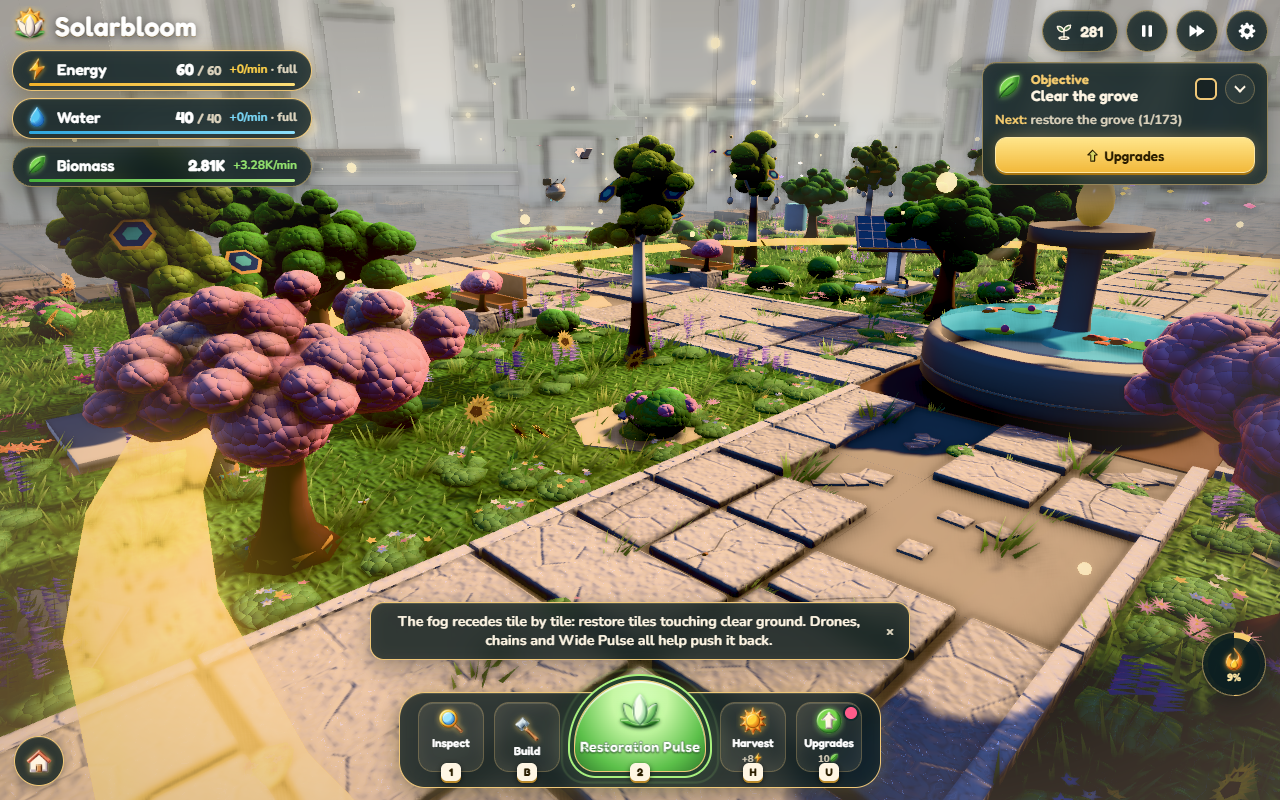 Solarbloom
Energy 60 / 60 +0/min · full
Water 40 / 40 +0/min · full
Biomass 2.81K +3.28K/min
281
Objective
Clear the grove
Next: restore the grove (1/173)
Upgrades
The fog recedes tile by tile: restore tiles touching clear ground. Drones,
chains and Wide Pulse all help push it back.
×
9%
Inspect
1
Build
B
Restoration Pulse
2
Harvest
+8
H
Upgrades
10
U